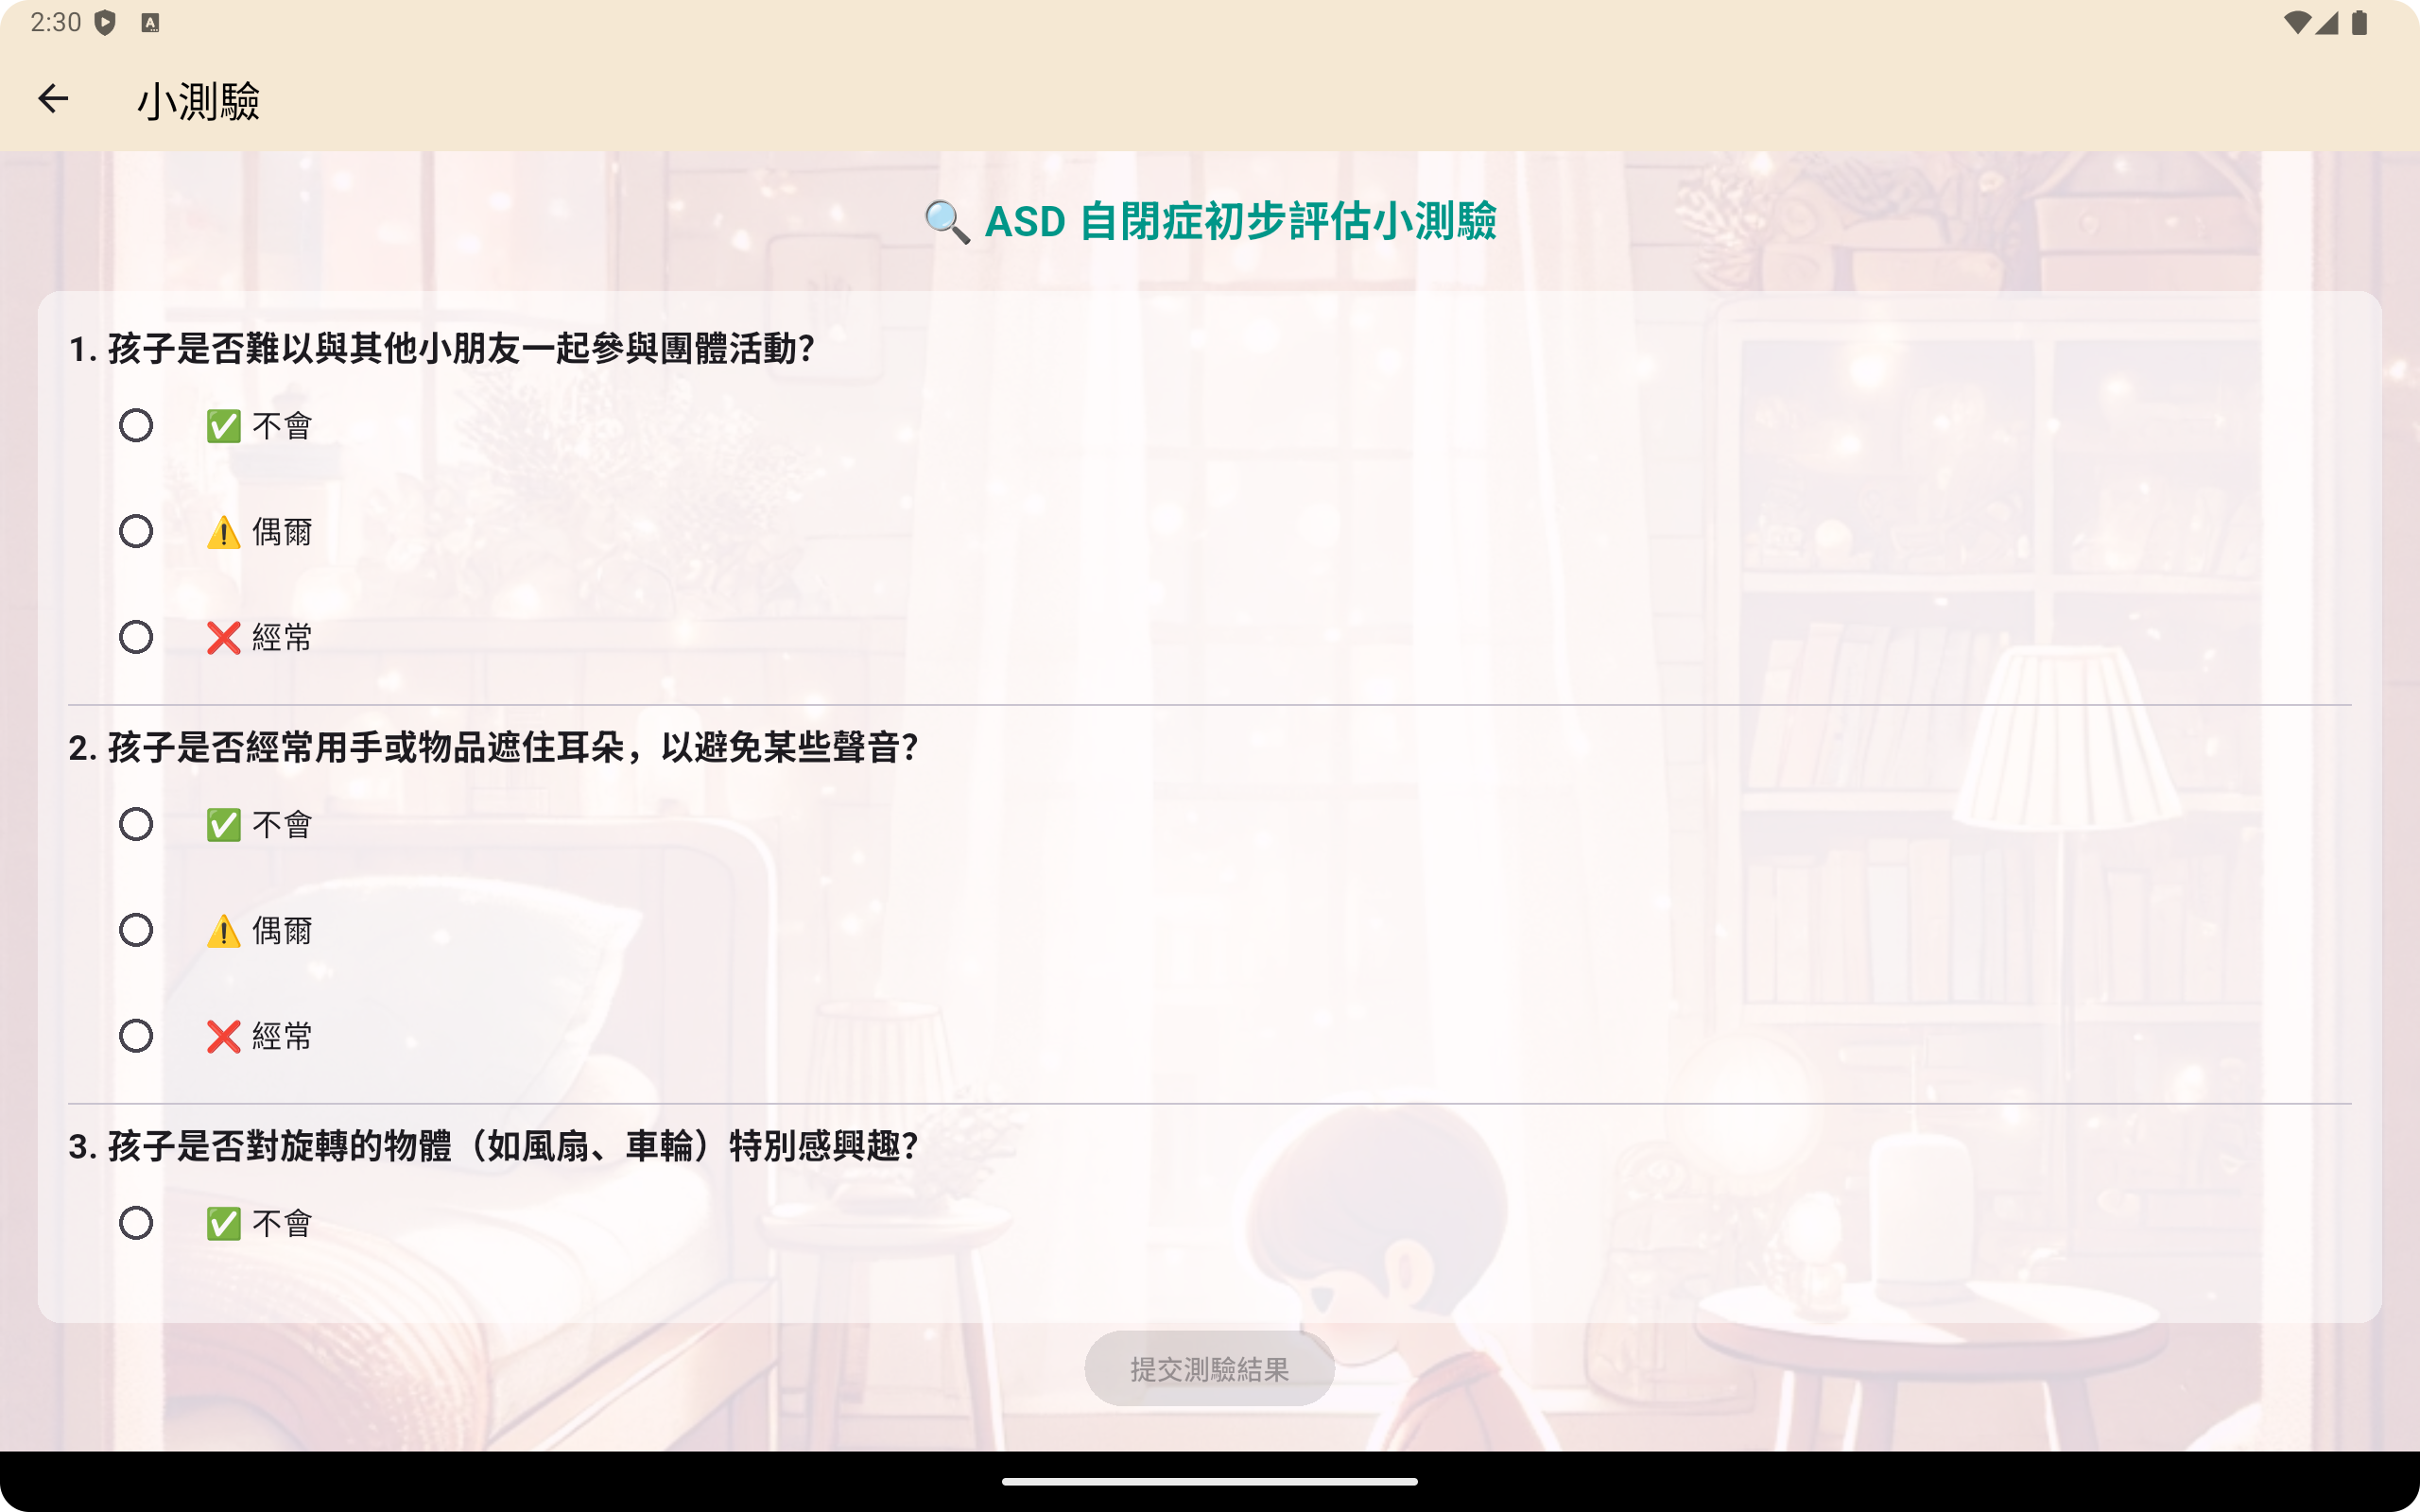 2:30
小測驗
🔍 ASD 自閉症初步評估小測驗
1. 孩子是否難以與其他小朋友一起參與團體活動?
✅ 不會
⚠️ 偶爾
❌ 經常
2. 孩子是否經常用手或物品遮住耳朵，以避免某些聲音?
✅ 不會
⚠️ 偶爾
❌ 經常
3. 孩子是否對旋轉的物體（如風扇、車輪）特別感興趣?
✅ 不會
提交測驗結果